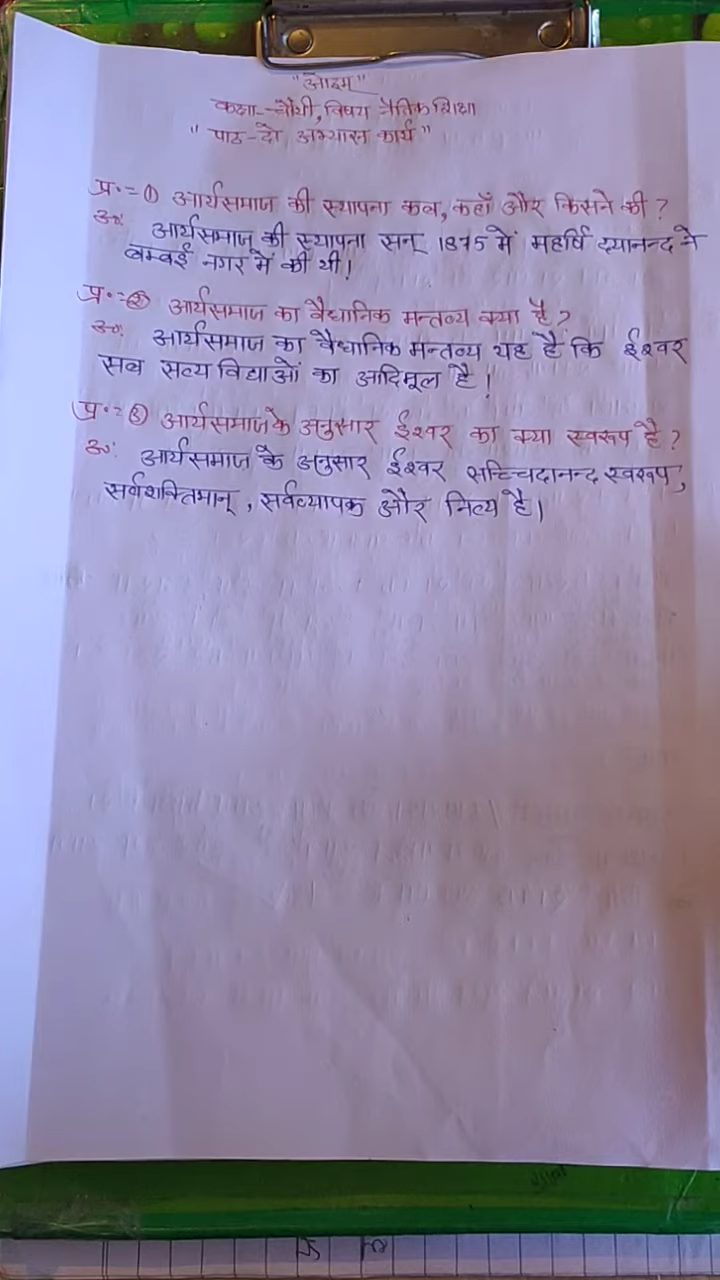 "ओ३म्"
कक्षा-चौथी, विषय नैतिक शिक्षा
"पाठ-दो अभ्यास कार्य"
प्र॰=① आर्यसमाज की स्थापना कब, कहाँ और किसने की?
उ॰ आर्यसमाज की स्थापना सन् 1875 में महर्षि दयानन्द ने
बम्बई नगर में की थी।
प्र॰=② आर्यसमाज का वैधानिक मन्तव्य क्या है?
उ॰ आर्यसमाज का वैधानिक मन्तव्य यह है कि ईश्वर
सब सत्य विद्याओं का आदिमूल है।
प्र॰=③ आर्यसमाज के अनुसार ईश्वर का क्या स्वरूप है?
उ॰ आर्यसमाज के अनुसार ईश्वर सच्चिदानन्द स्वरूप,
सर्वशक्तिमान्, सर्वव्यापक और नित्य है।